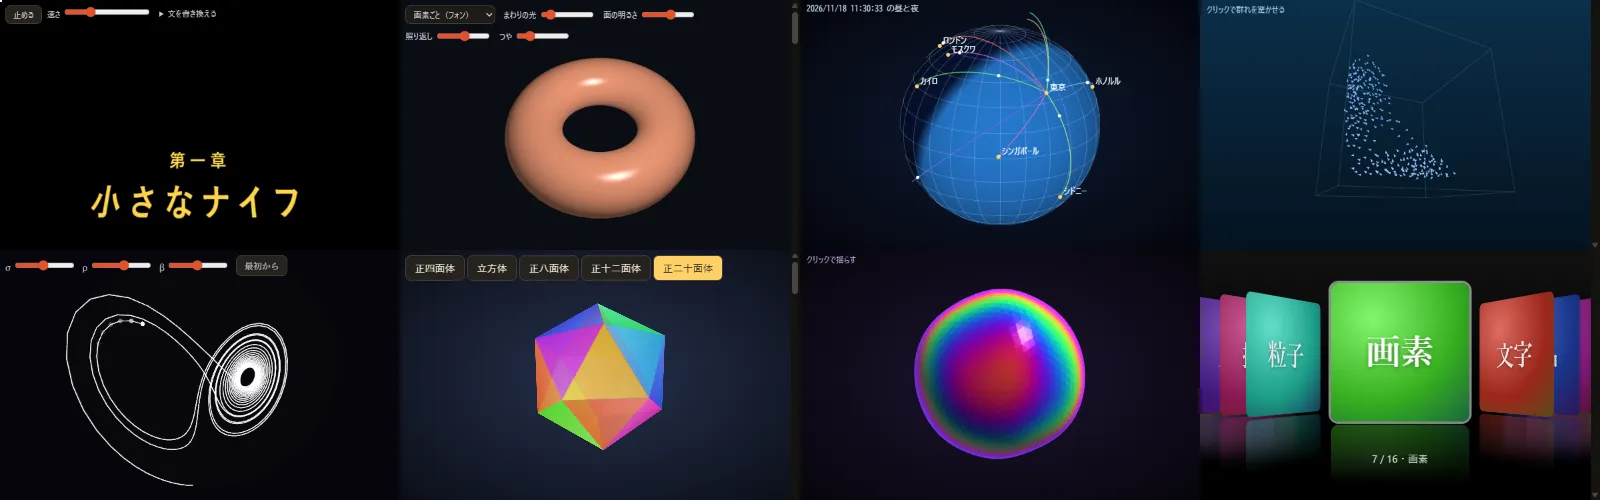 止める 速さ ▶ 文を書き換える
第一章
小さなナイフ
画素ごと（フォン） まわりの光 面の明るさ
照り返し つや
2026/11/18 11:30:33 の昼と夜
ロンドン
モスクワ
カイロ
東京
ホノルル
シンガポール
シドニー
クリックで群れを驚かせる
σ ρ β 最初から
正四面体 立方体 正八面体 正十二面体 正二十面体
クリックで揺らす
粒子 画素 文字
7 / 16 · 画素